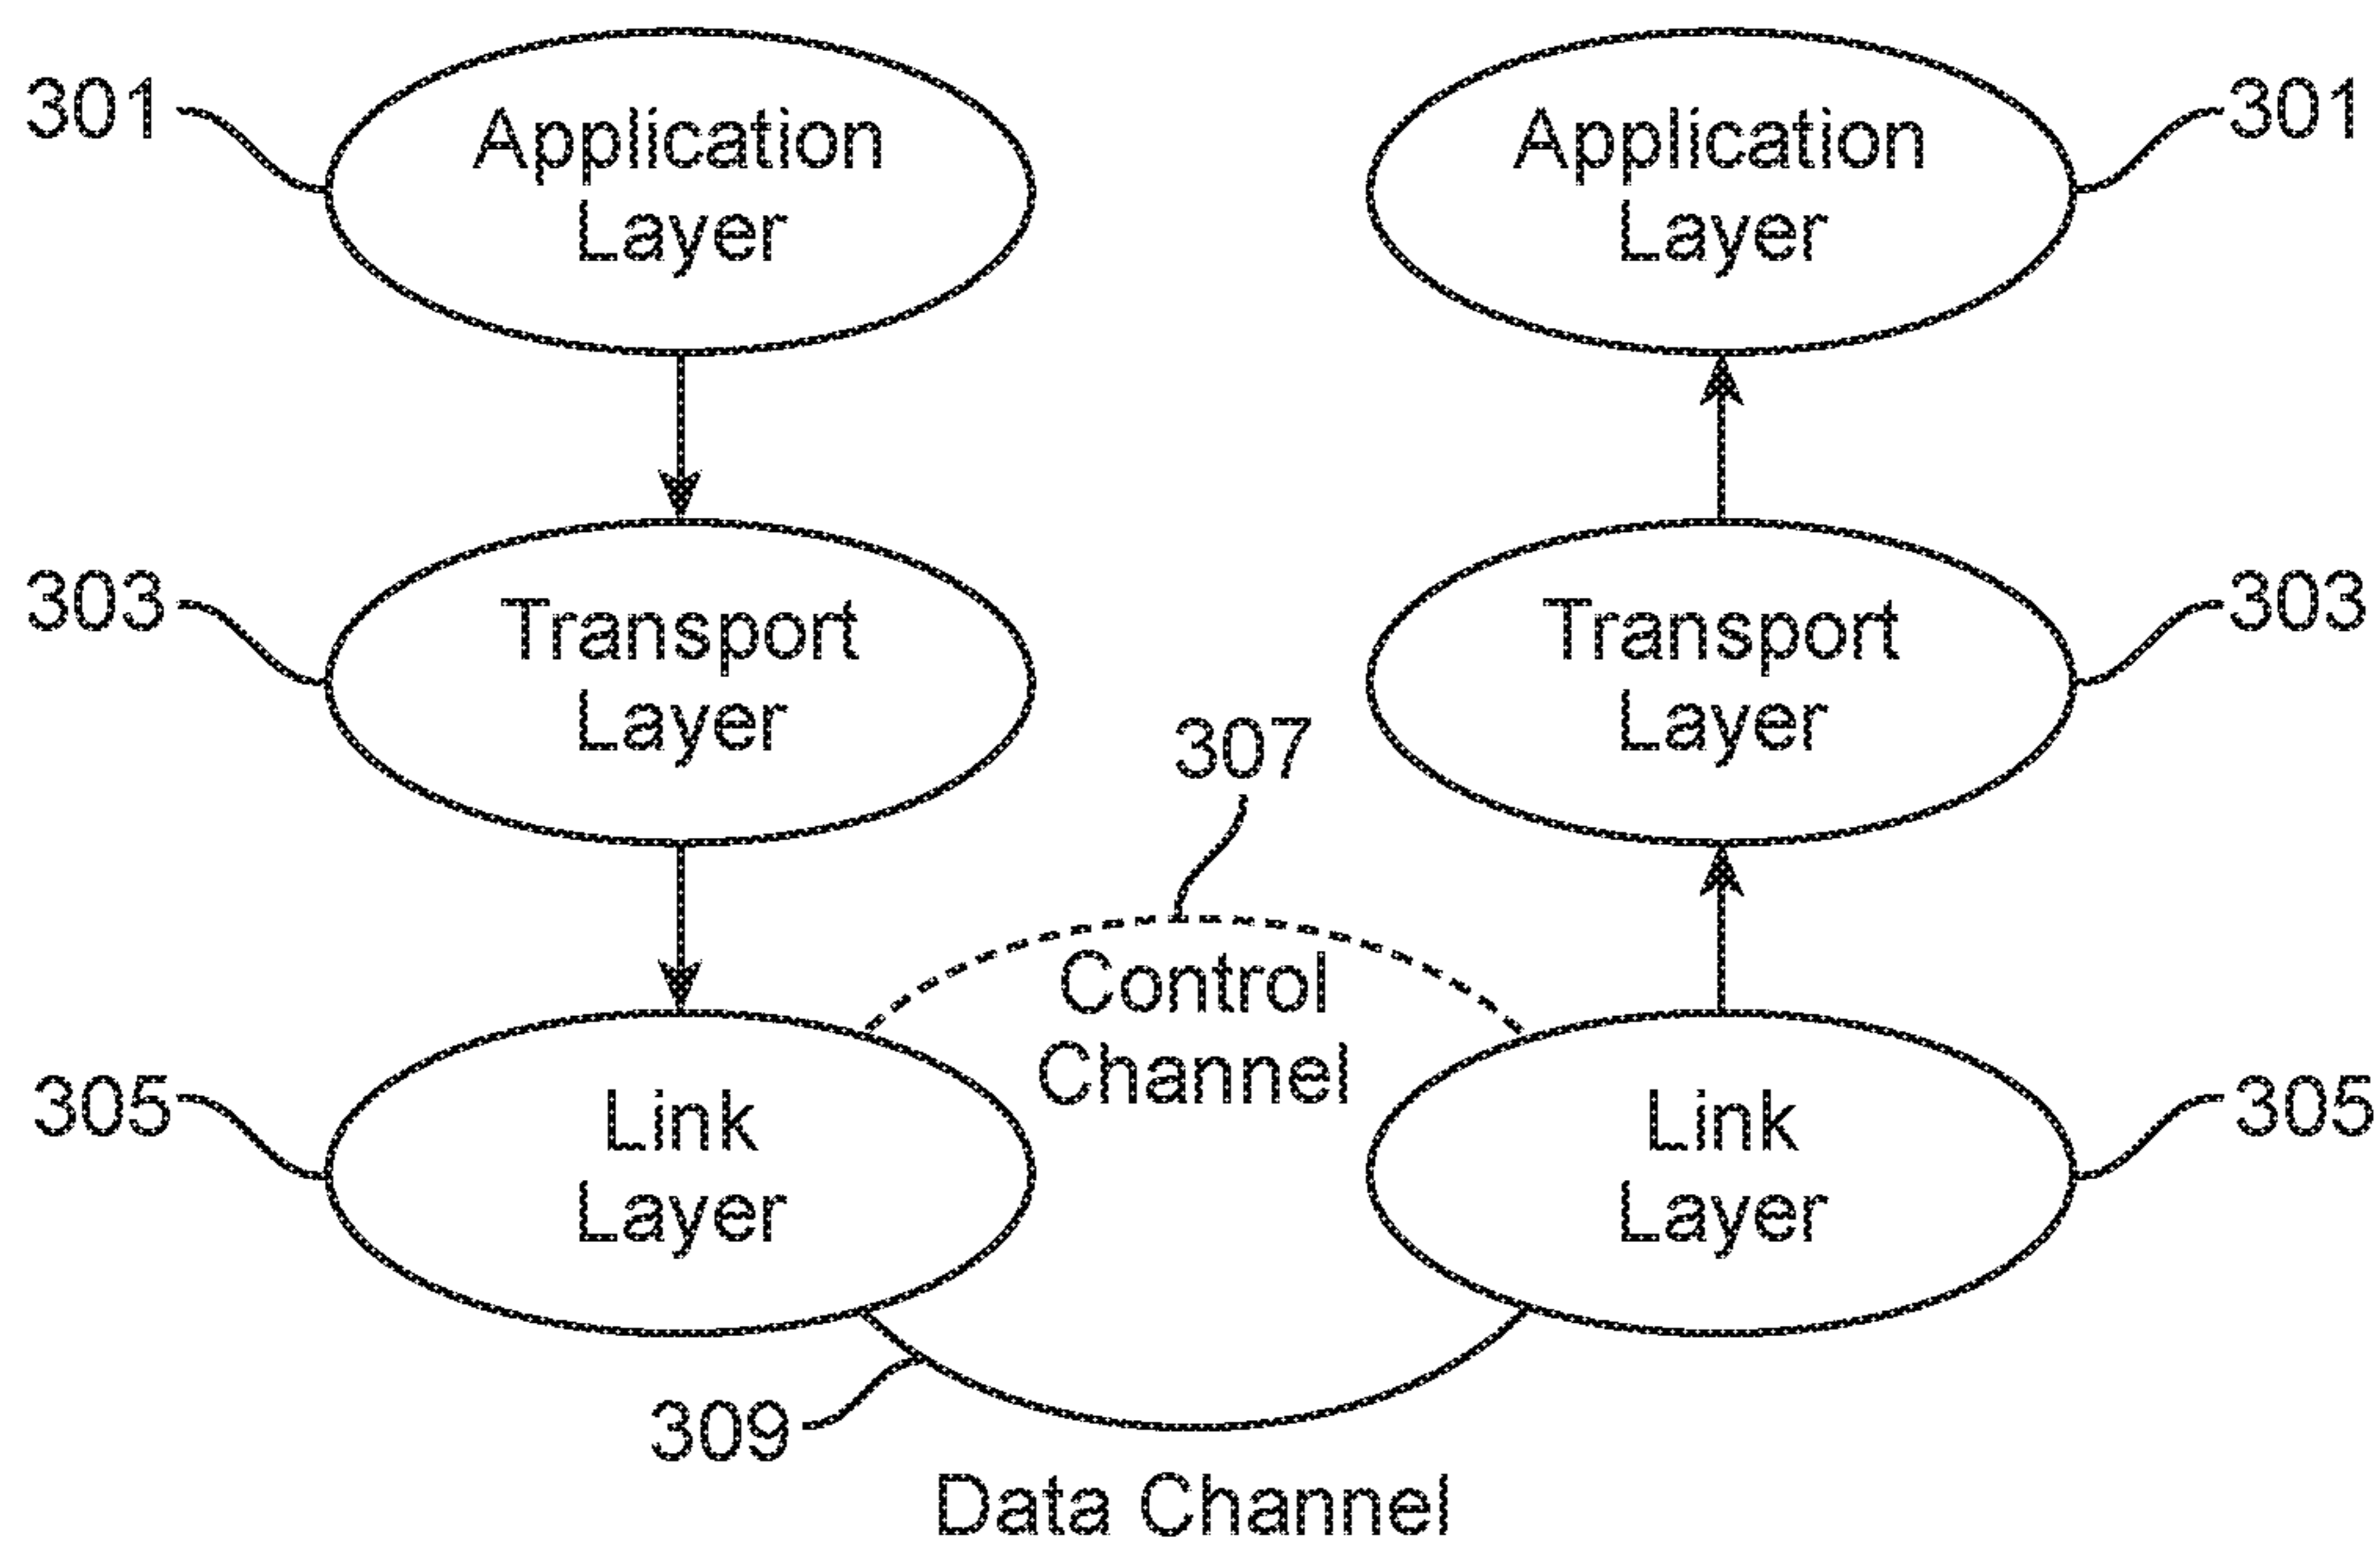 301
Application
Layer
Application
Layer
301
303
Transport
Layer
Transport
Layer
303
307
Control
Channel
305
Link
Layer
Link
Layer
305
309
Data Channel